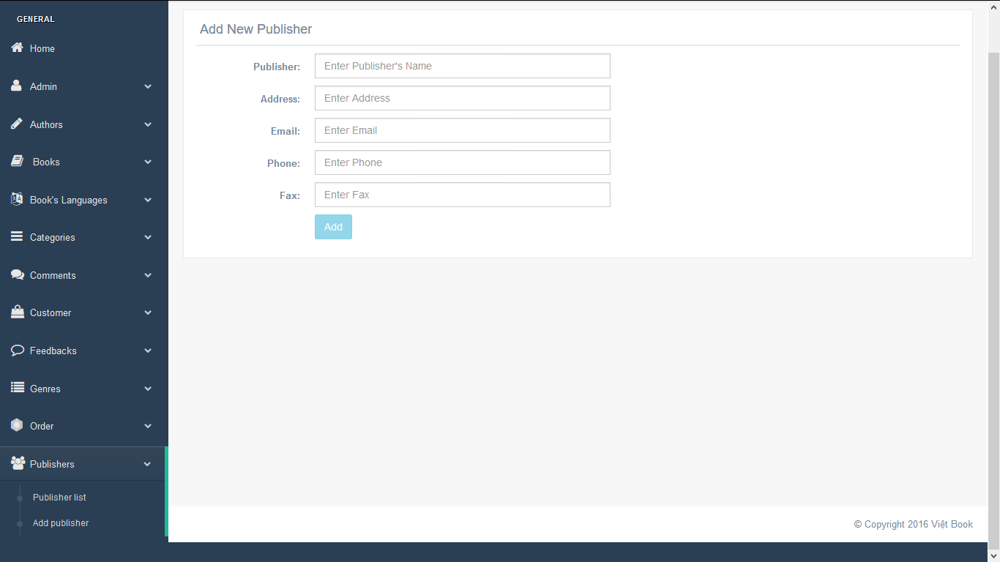 GENERAL
Home
Admin
Authors
Books
Book's Languages
Categories
Comments
Customer
Feedbacks
Genres
Order
Publishers
Publisher list
Add publisher
Add New Publisher
Publisher: Enter Publisher's Name
Address: Enter Address
Email: Enter Email
Phone: Enter Phone
Fax: Enter Fax
Add
© Copyright 2016 Việt Book